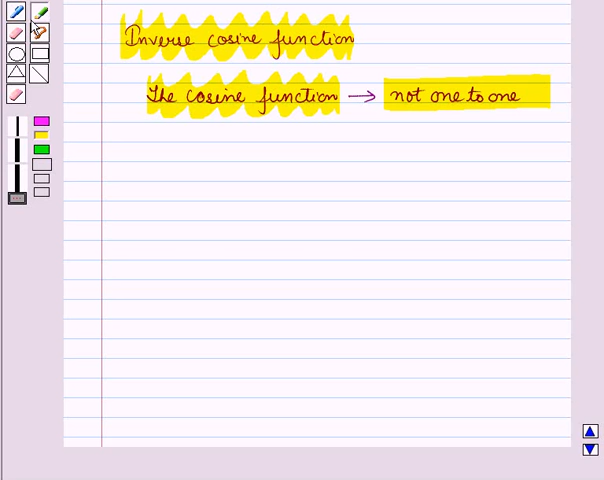 Inverse cosine function
The cosine function → not one to one